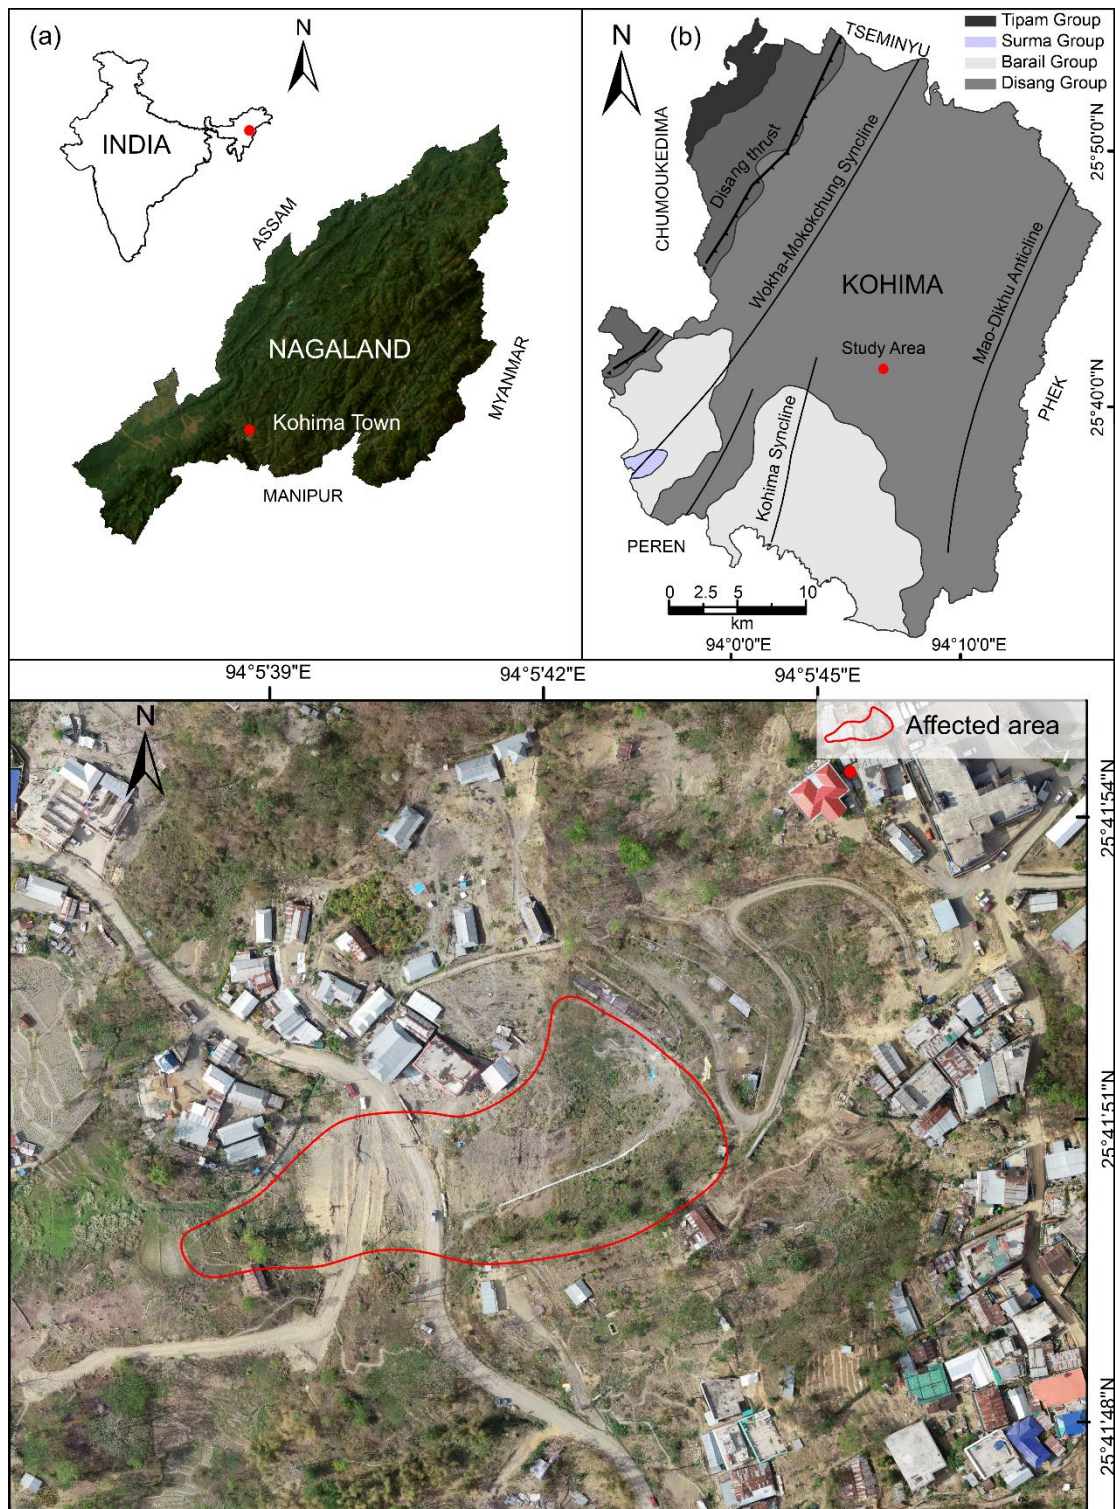 (a)
N
INDIA
ASSAM
NAGALAND
MYANMAR
Kohima Town
MANIPUR
(b)
N
TSEMINYU
Tipam Group
Surma Group
Barail Group
Disang Group
CHUMOUKEDIMA
Disang thrust
Wokha-Mokokchung Syncline
KOHIMA
Mao-Dikhu Anticline
Study Area
PHEK
Kohima Syncline
PEREN
0 2.5 5 10
km
25°50'0"N
25°40'0"N
94°0'0"E
94°10'0"E
94°5'39"E
94°5'42"E
94°5'45"E
N
Affected area
25°41'54"N
25°41'51"N
25°41'48"N